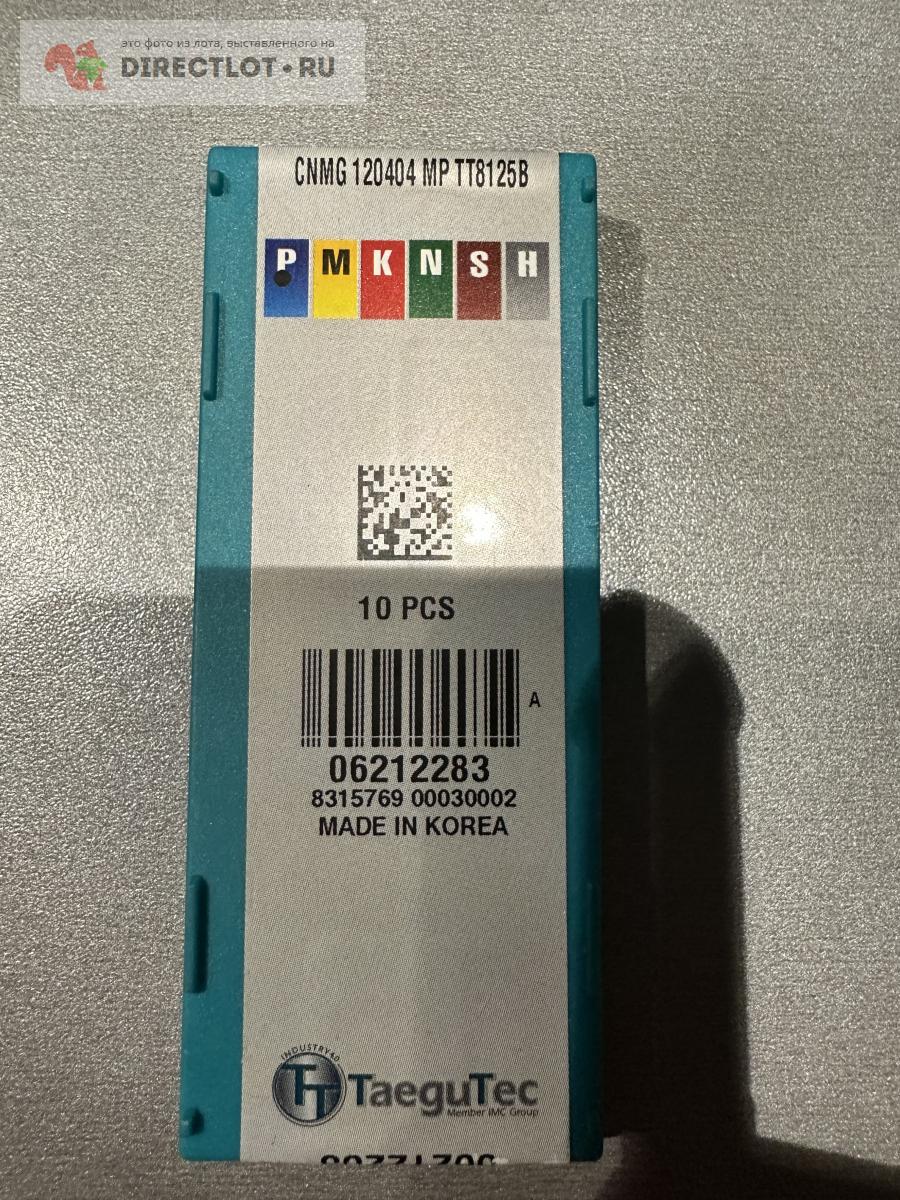 это фото из лота, выставленного на
DIRECTLOT.RU
CNMG 120404 MP TT8125B
P M K N S H
10 PCS
A
06212283
8315769 00030002
MADE IN KOREA
INDUSTRY4.0
TT TaeguTec
Member IMC Group